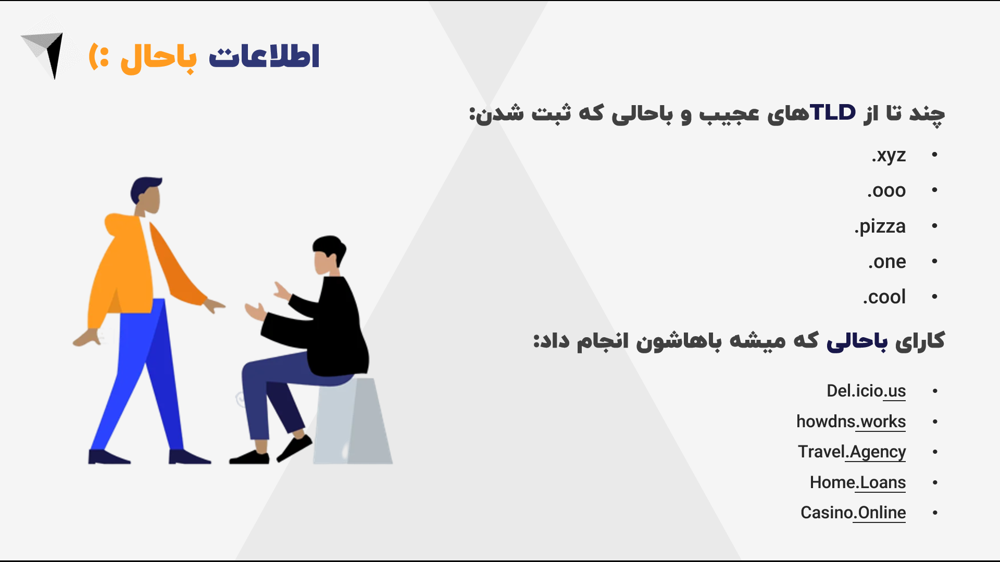 اطلاعات باحال :)
چند تا از TLDهای عجیب و باحالی که ثبت شدن:
• .xyz
• .ooo
• .pizza
• .one
• .cool
کارای باحالی که میشه باهاشون انجام داد:
• Del.icio.us
• howdns.works
• Travel.Agency
• Home.Loans
• Casino.Online